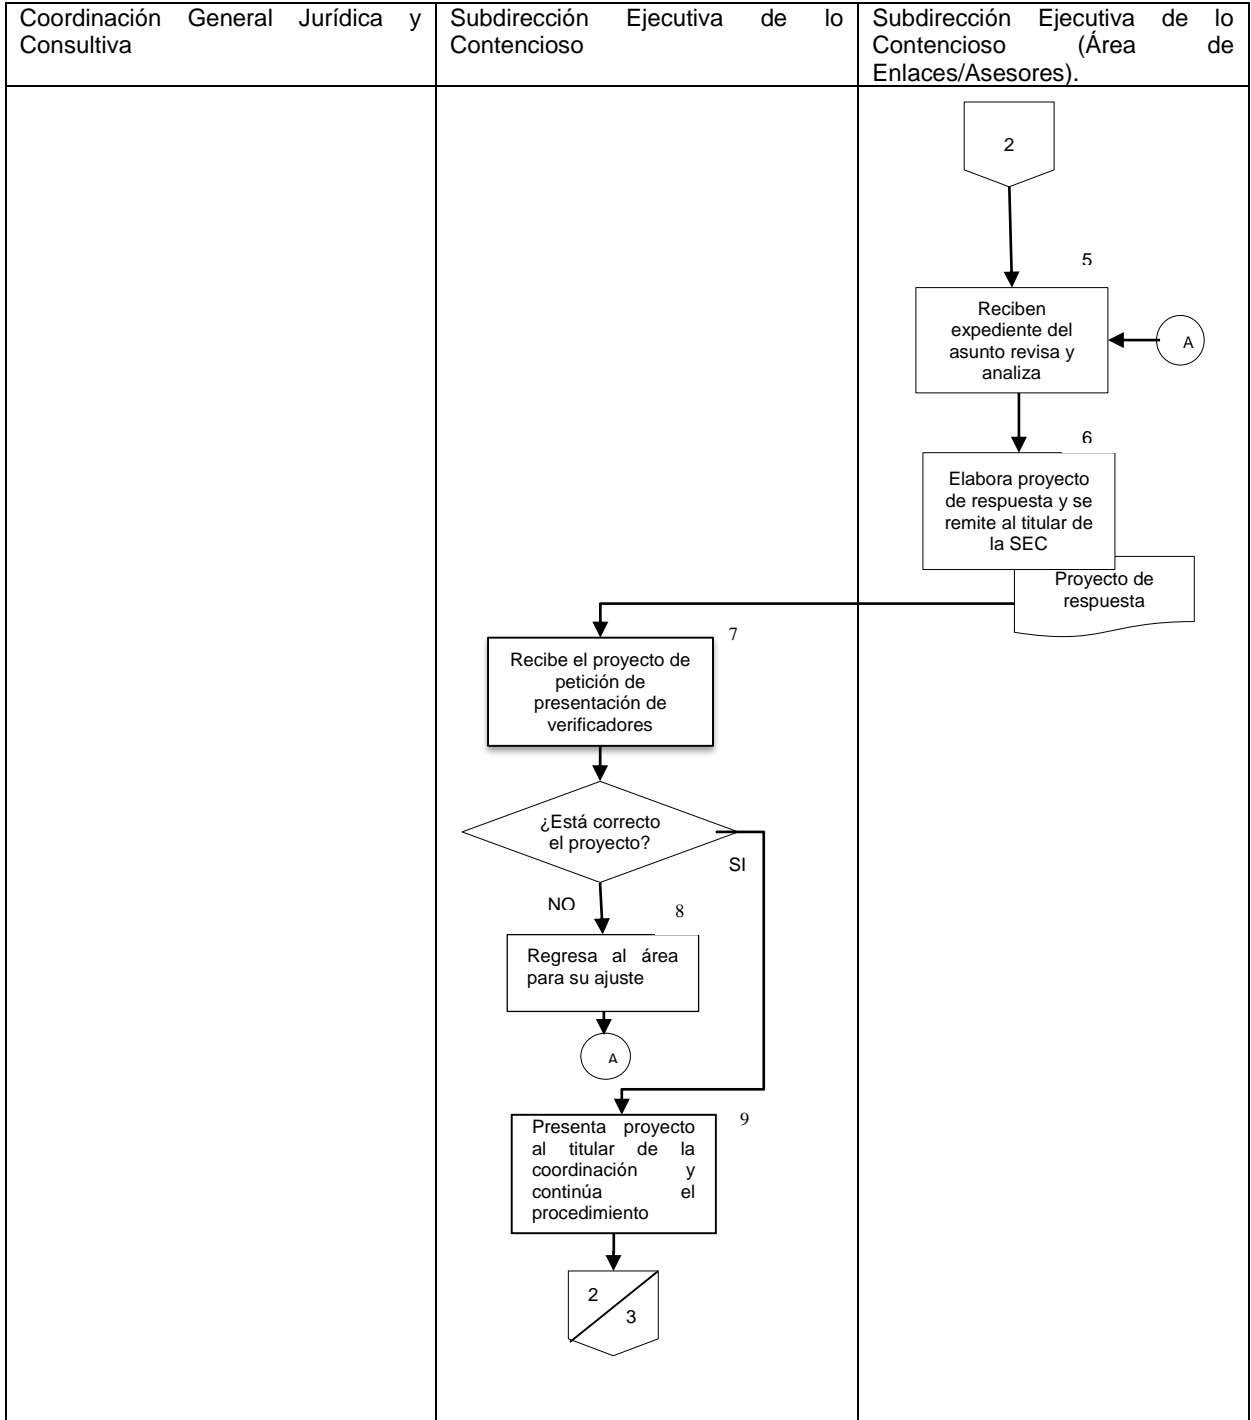 Coordinación General Jurídica y
Consultiva
Subdirección Ejecutiva de lo
Contencioso
Subdirección Ejecutiva de lo
Contencioso (Área de
Enlaces/Asesores).
2
5
Reciben
expediente del
asunto revisa y
analiza
A
6
Elabora proyecto
de respuesta y se
remite al titular de
la SEC
Proyecto de
respuesta
7
Recibe el proyecto de
petición de
presentación de
verificadores
¿Está correcto
el proyecto?
SI
NO
8
Regresa al área
para su ajuste
A
9
Presenta proyecto
al titular de la
coordinación y
continúa el
procedimiento
2
3